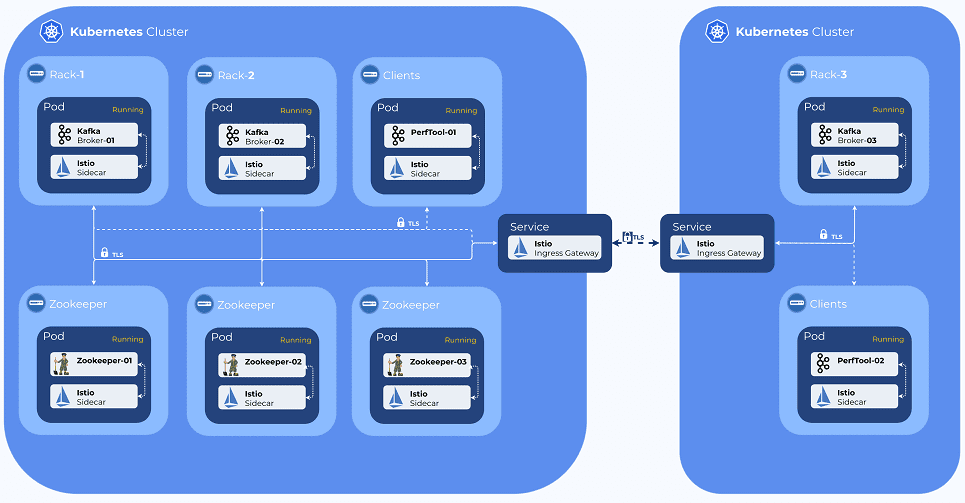 Kubernetes Cluster
Rack-1
Pod
Running
Kafka
Broker-01
Istio
Sidecar
Rack-2
Pod
Running
Kafka
Broker-02
Istio
Sidecar
Clients
Pod
Running
PerfTool-01
Istio
Sidecar
TLS
TLS
Service
Istio
Ingress Gateway
Zookeeper
Pod
Running
Zookeeper-01
Istio
Sidecar
Zookeeper
Pod
Running
Zookeeper-02
Istio
Sidecar
Zookeeper
Pod
Running
Zookeeper-03
Istio
Sidecar
TLS
Kubernetes Cluster
Rack-3
Pod
Running
Kafka
Broker-03
Istio
Sidecar
Service
Istio
Ingress Gateway
TLS
Clients
Pod
Running
PerfTool-02
Istio
Sidecar